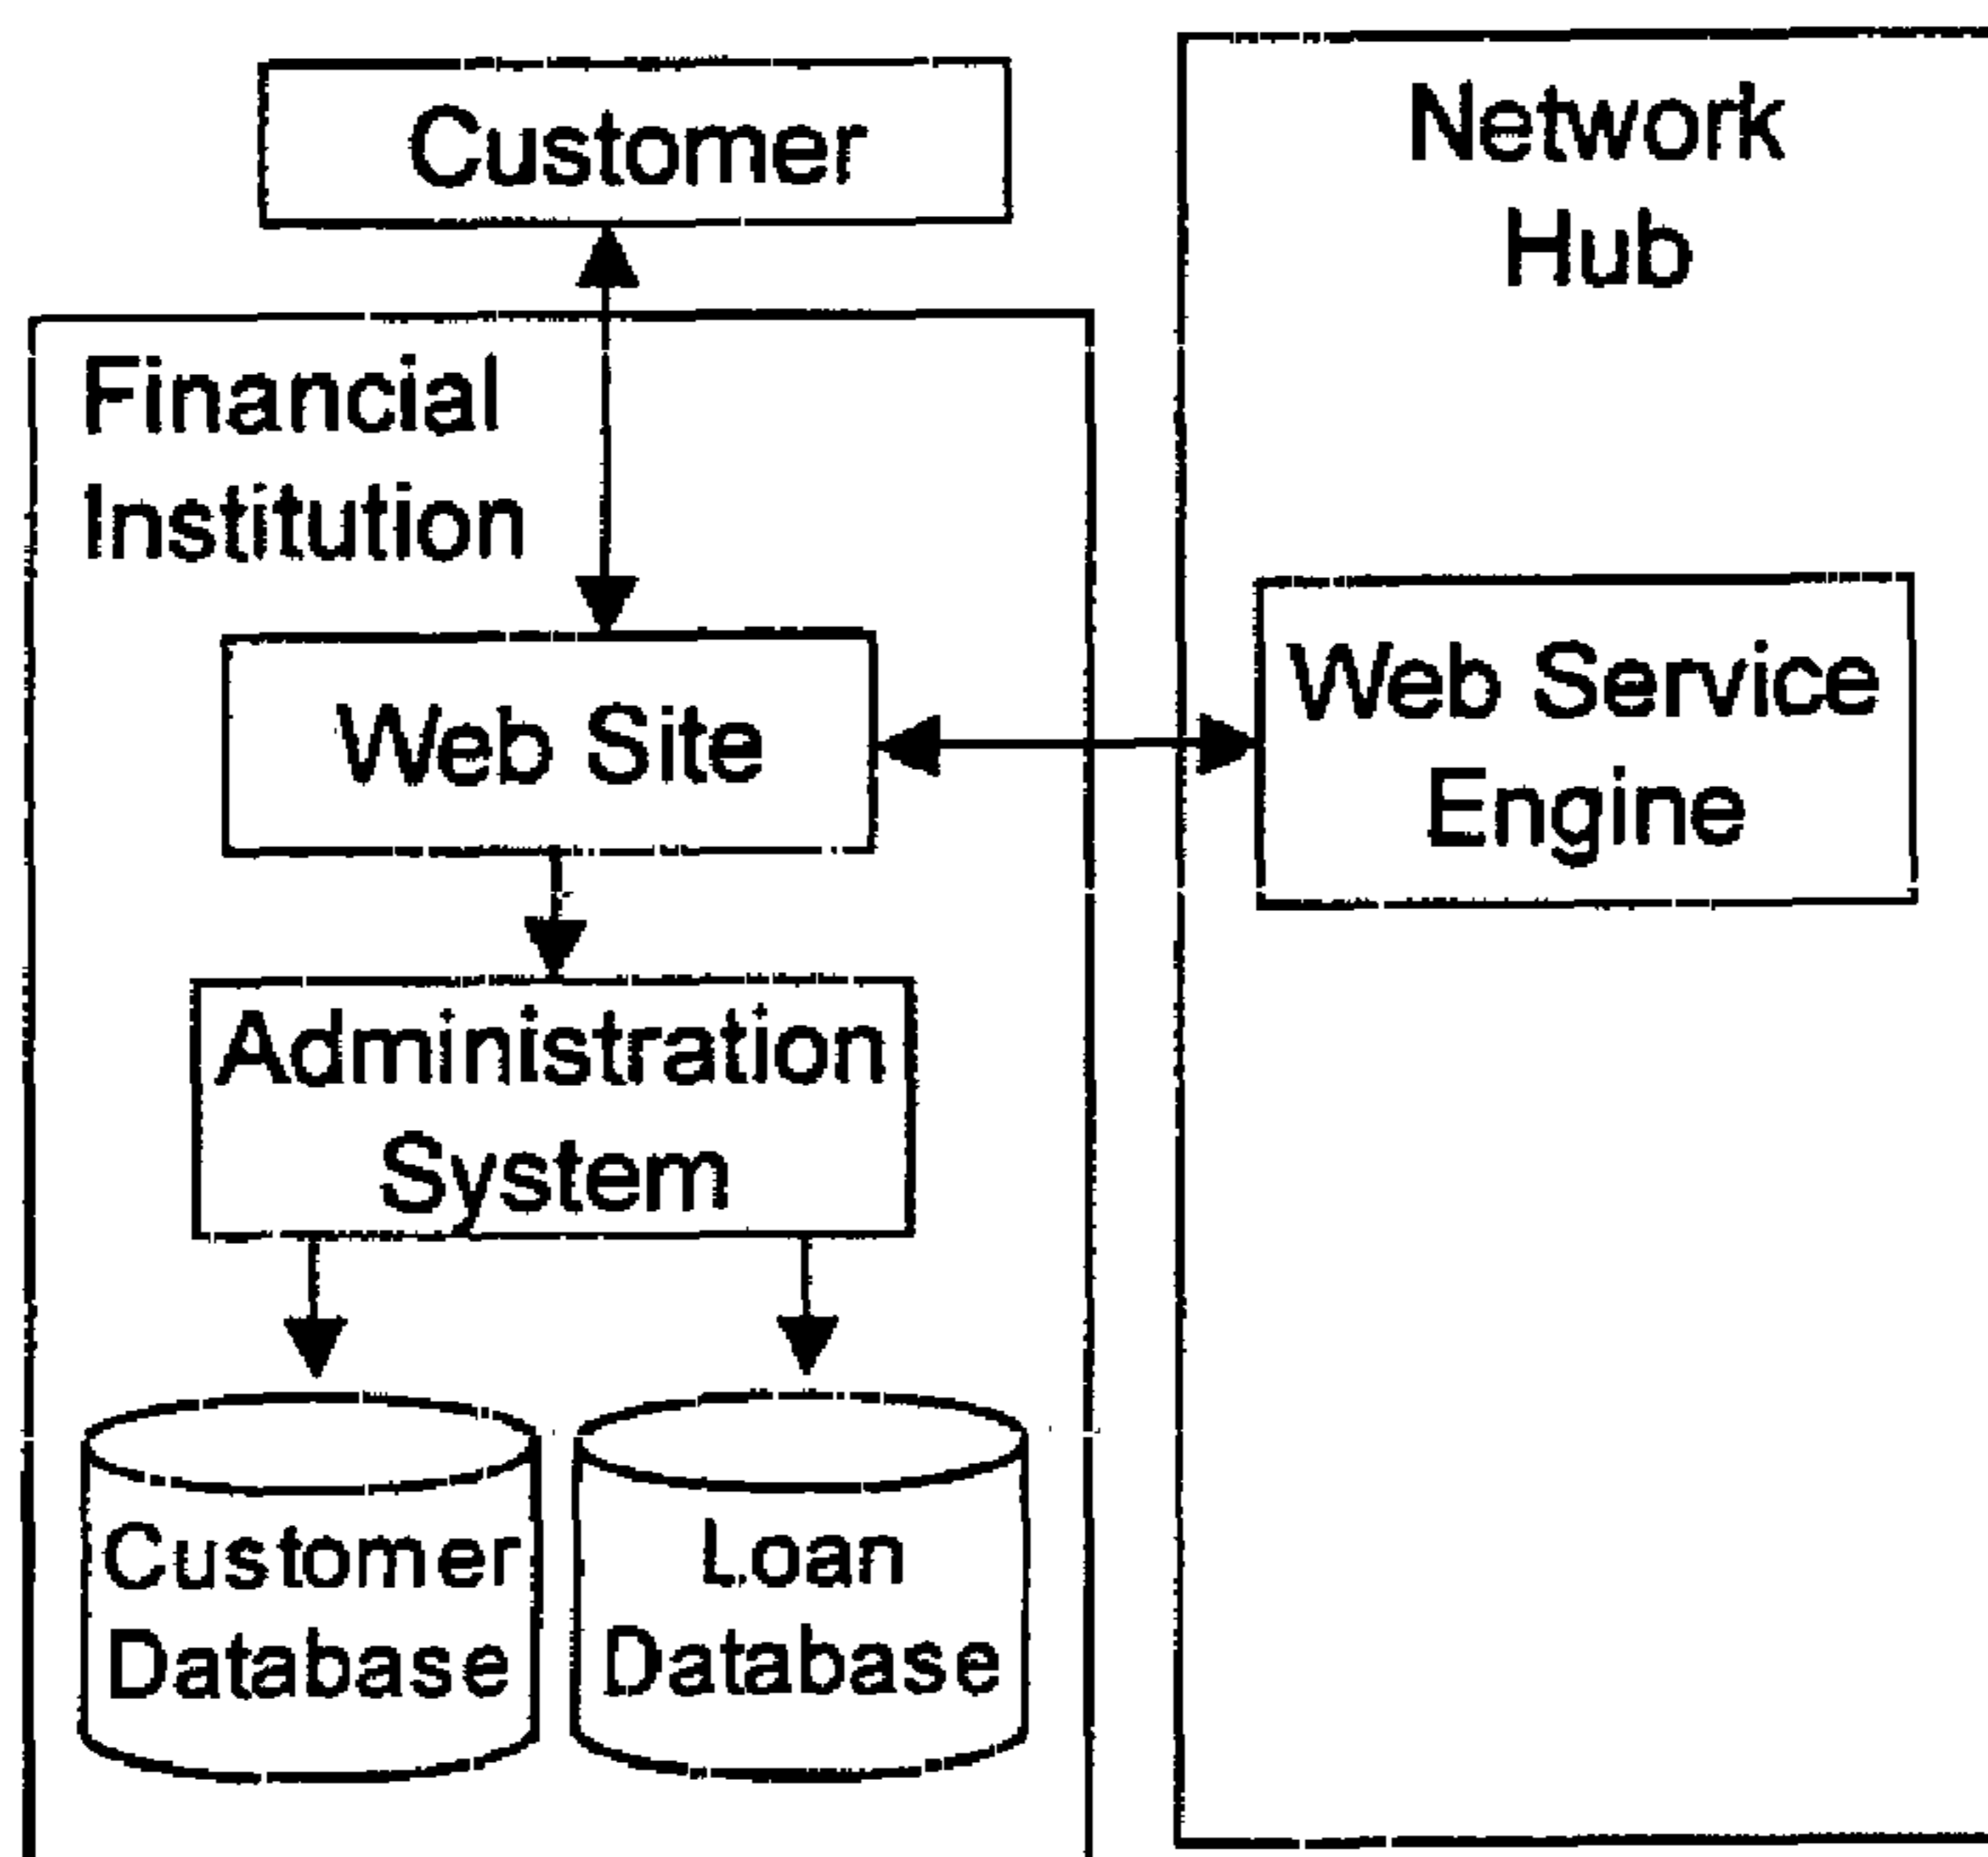 Customer
Financial
Institution
Web Site
Administration
System
Customer
Database
Loan
Database
Network
Hub
Web Service
Engine